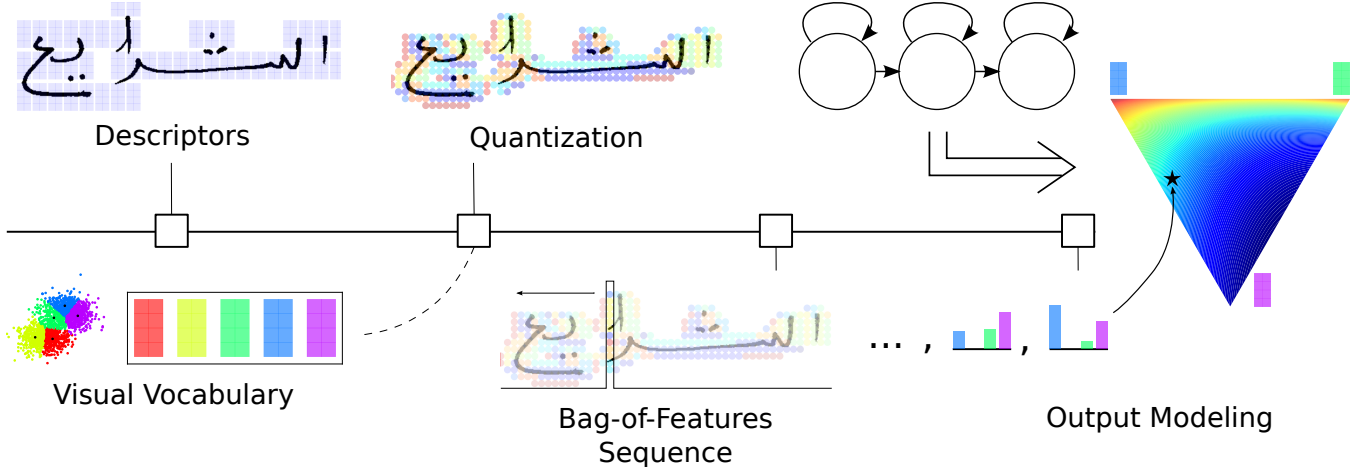 الشرايع
الشرايع
Descriptors
Quantization
الشرايع
... , ,
Visual Vocabulary
Bag-of-Features
Sequence
Output Modeling